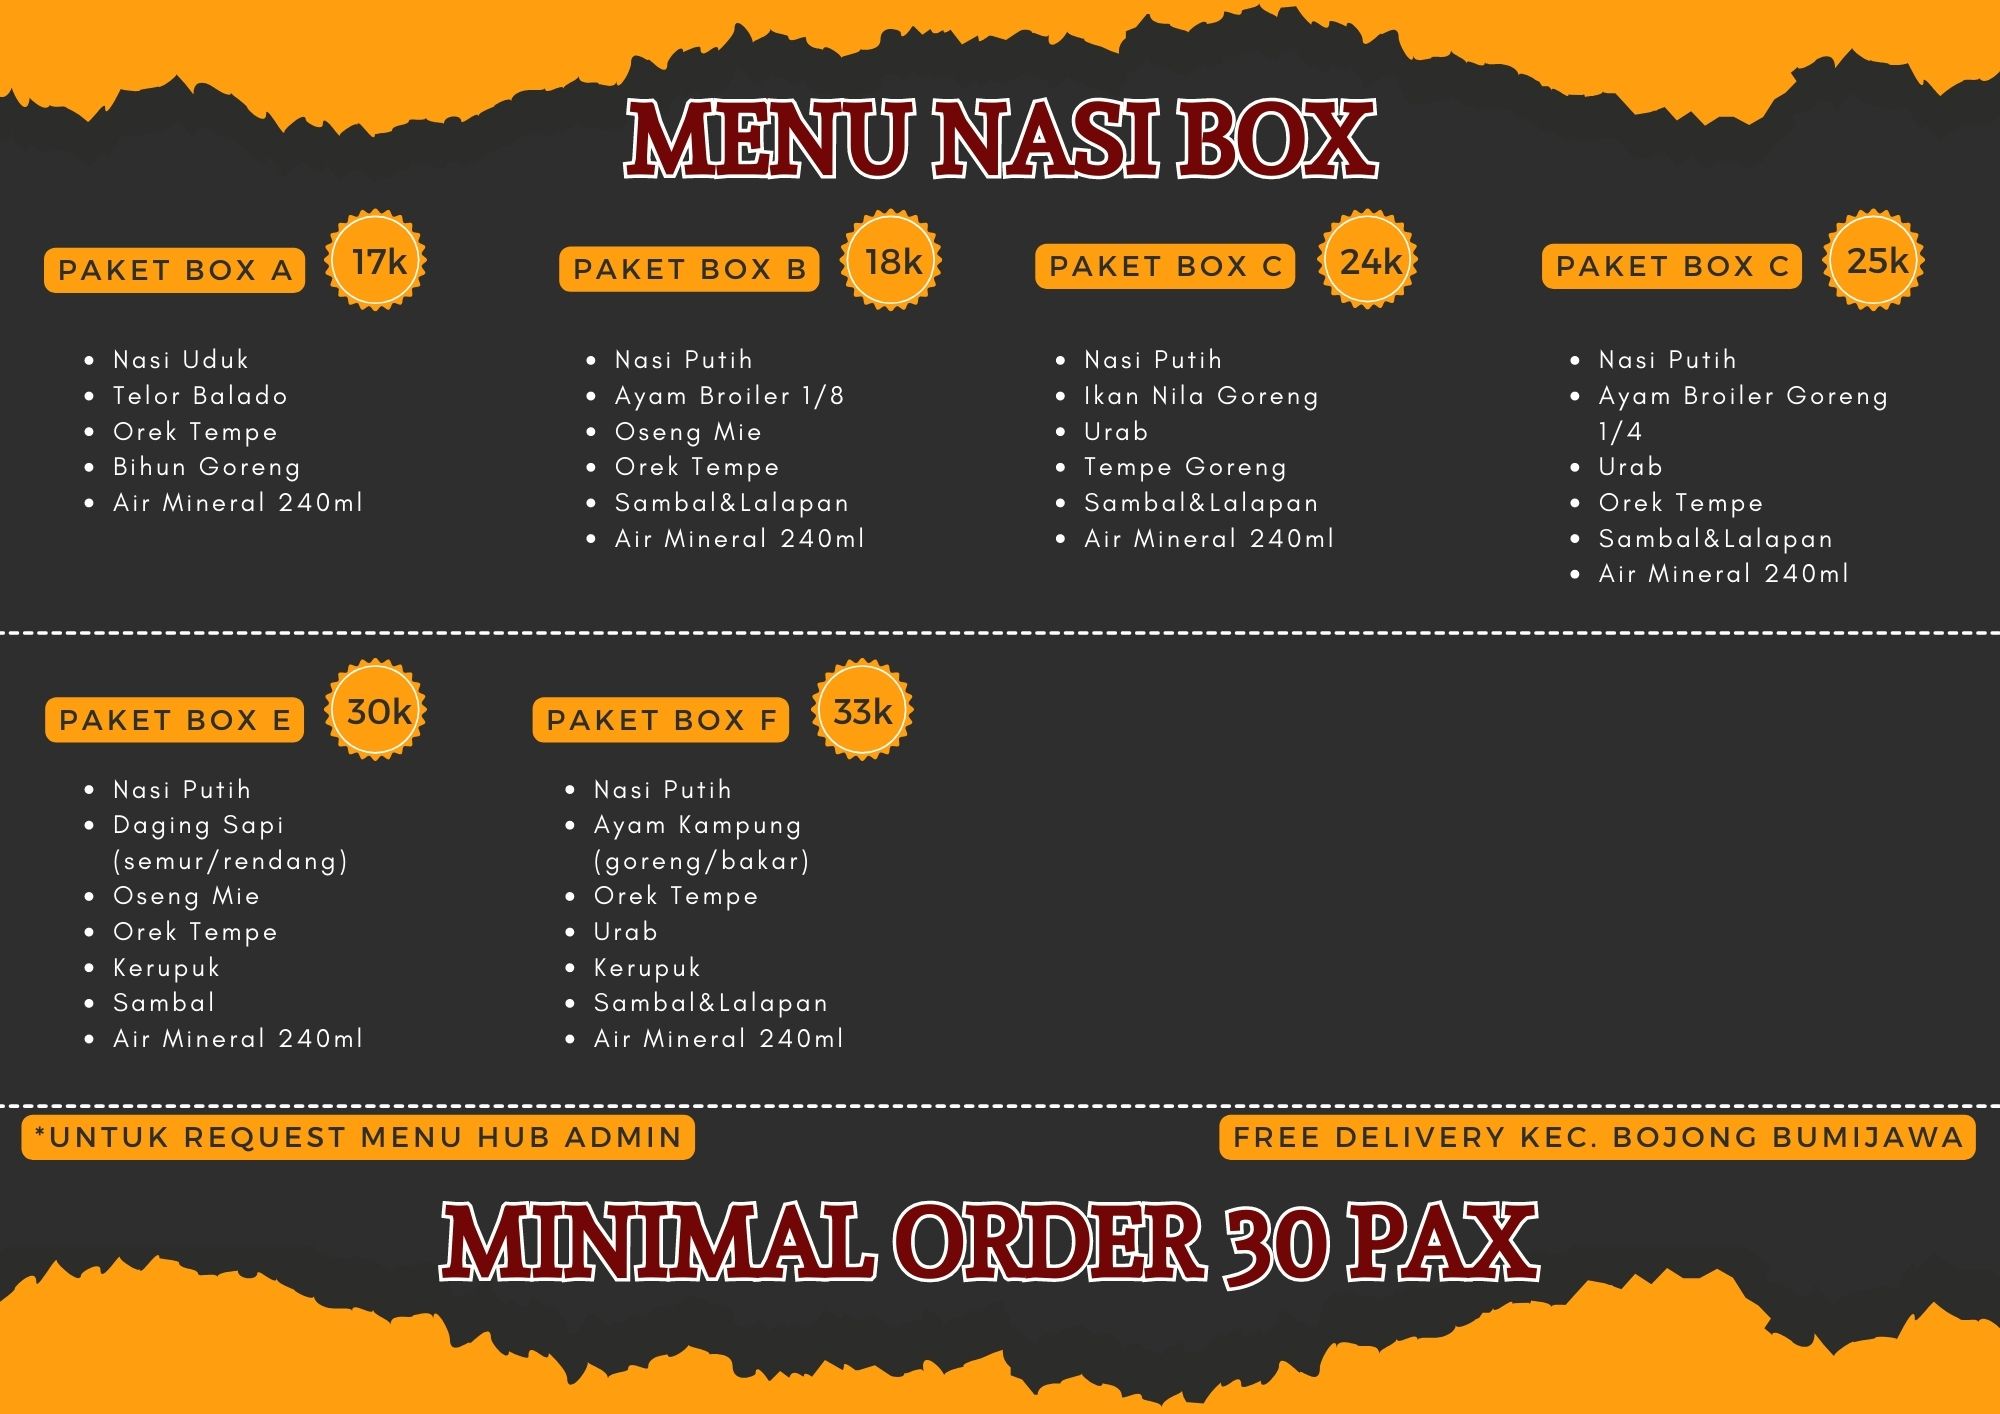 MENU NASI BOX
PAKET BOX A
17k
Nasi Uduk
Telor Balado
Orek Tempe
Bihun Goreng
Air Mineral 240ml
PAKET BOX B
18k
Nasi Putih
Ayam Broiler 1/8
Oseng Mie
Orek Tempe
Sambal&Lalapan
Air Mineral 240ml
PAKET BOX C
24k
Nasi Putih
Ikan Nila Goreng
Urab
Tempe Goreng
Sambal&Lalapan
Air Mineral 240ml
PAKET BOX C
25k
Nasi Putih
Ayam Broiler Goreng
1/4
Urab
Orek Tempe
Sambal&Lalapan
Air Mineral 240ml
PAKET BOX E
30k
Nasi Putih
Daging Sapi
(semur/rendang)
Oseng Mie
Orek Tempe
Kerupuk
Sambal
Air Mineral 240ml
PAKET BOX F
33k
Nasi Putih
Ayam Kampung
(goreng/bakar)
Orek Tempe
Urab
Kerupuk
Sambal&Lalapan
Air Mineral 240ml
*UNTUK REQUEST MENU HUB ADMIN
FREE DELIVERY KEC. BOJONG BUMIJAWA
MINIMAL ORDER 30 PAX